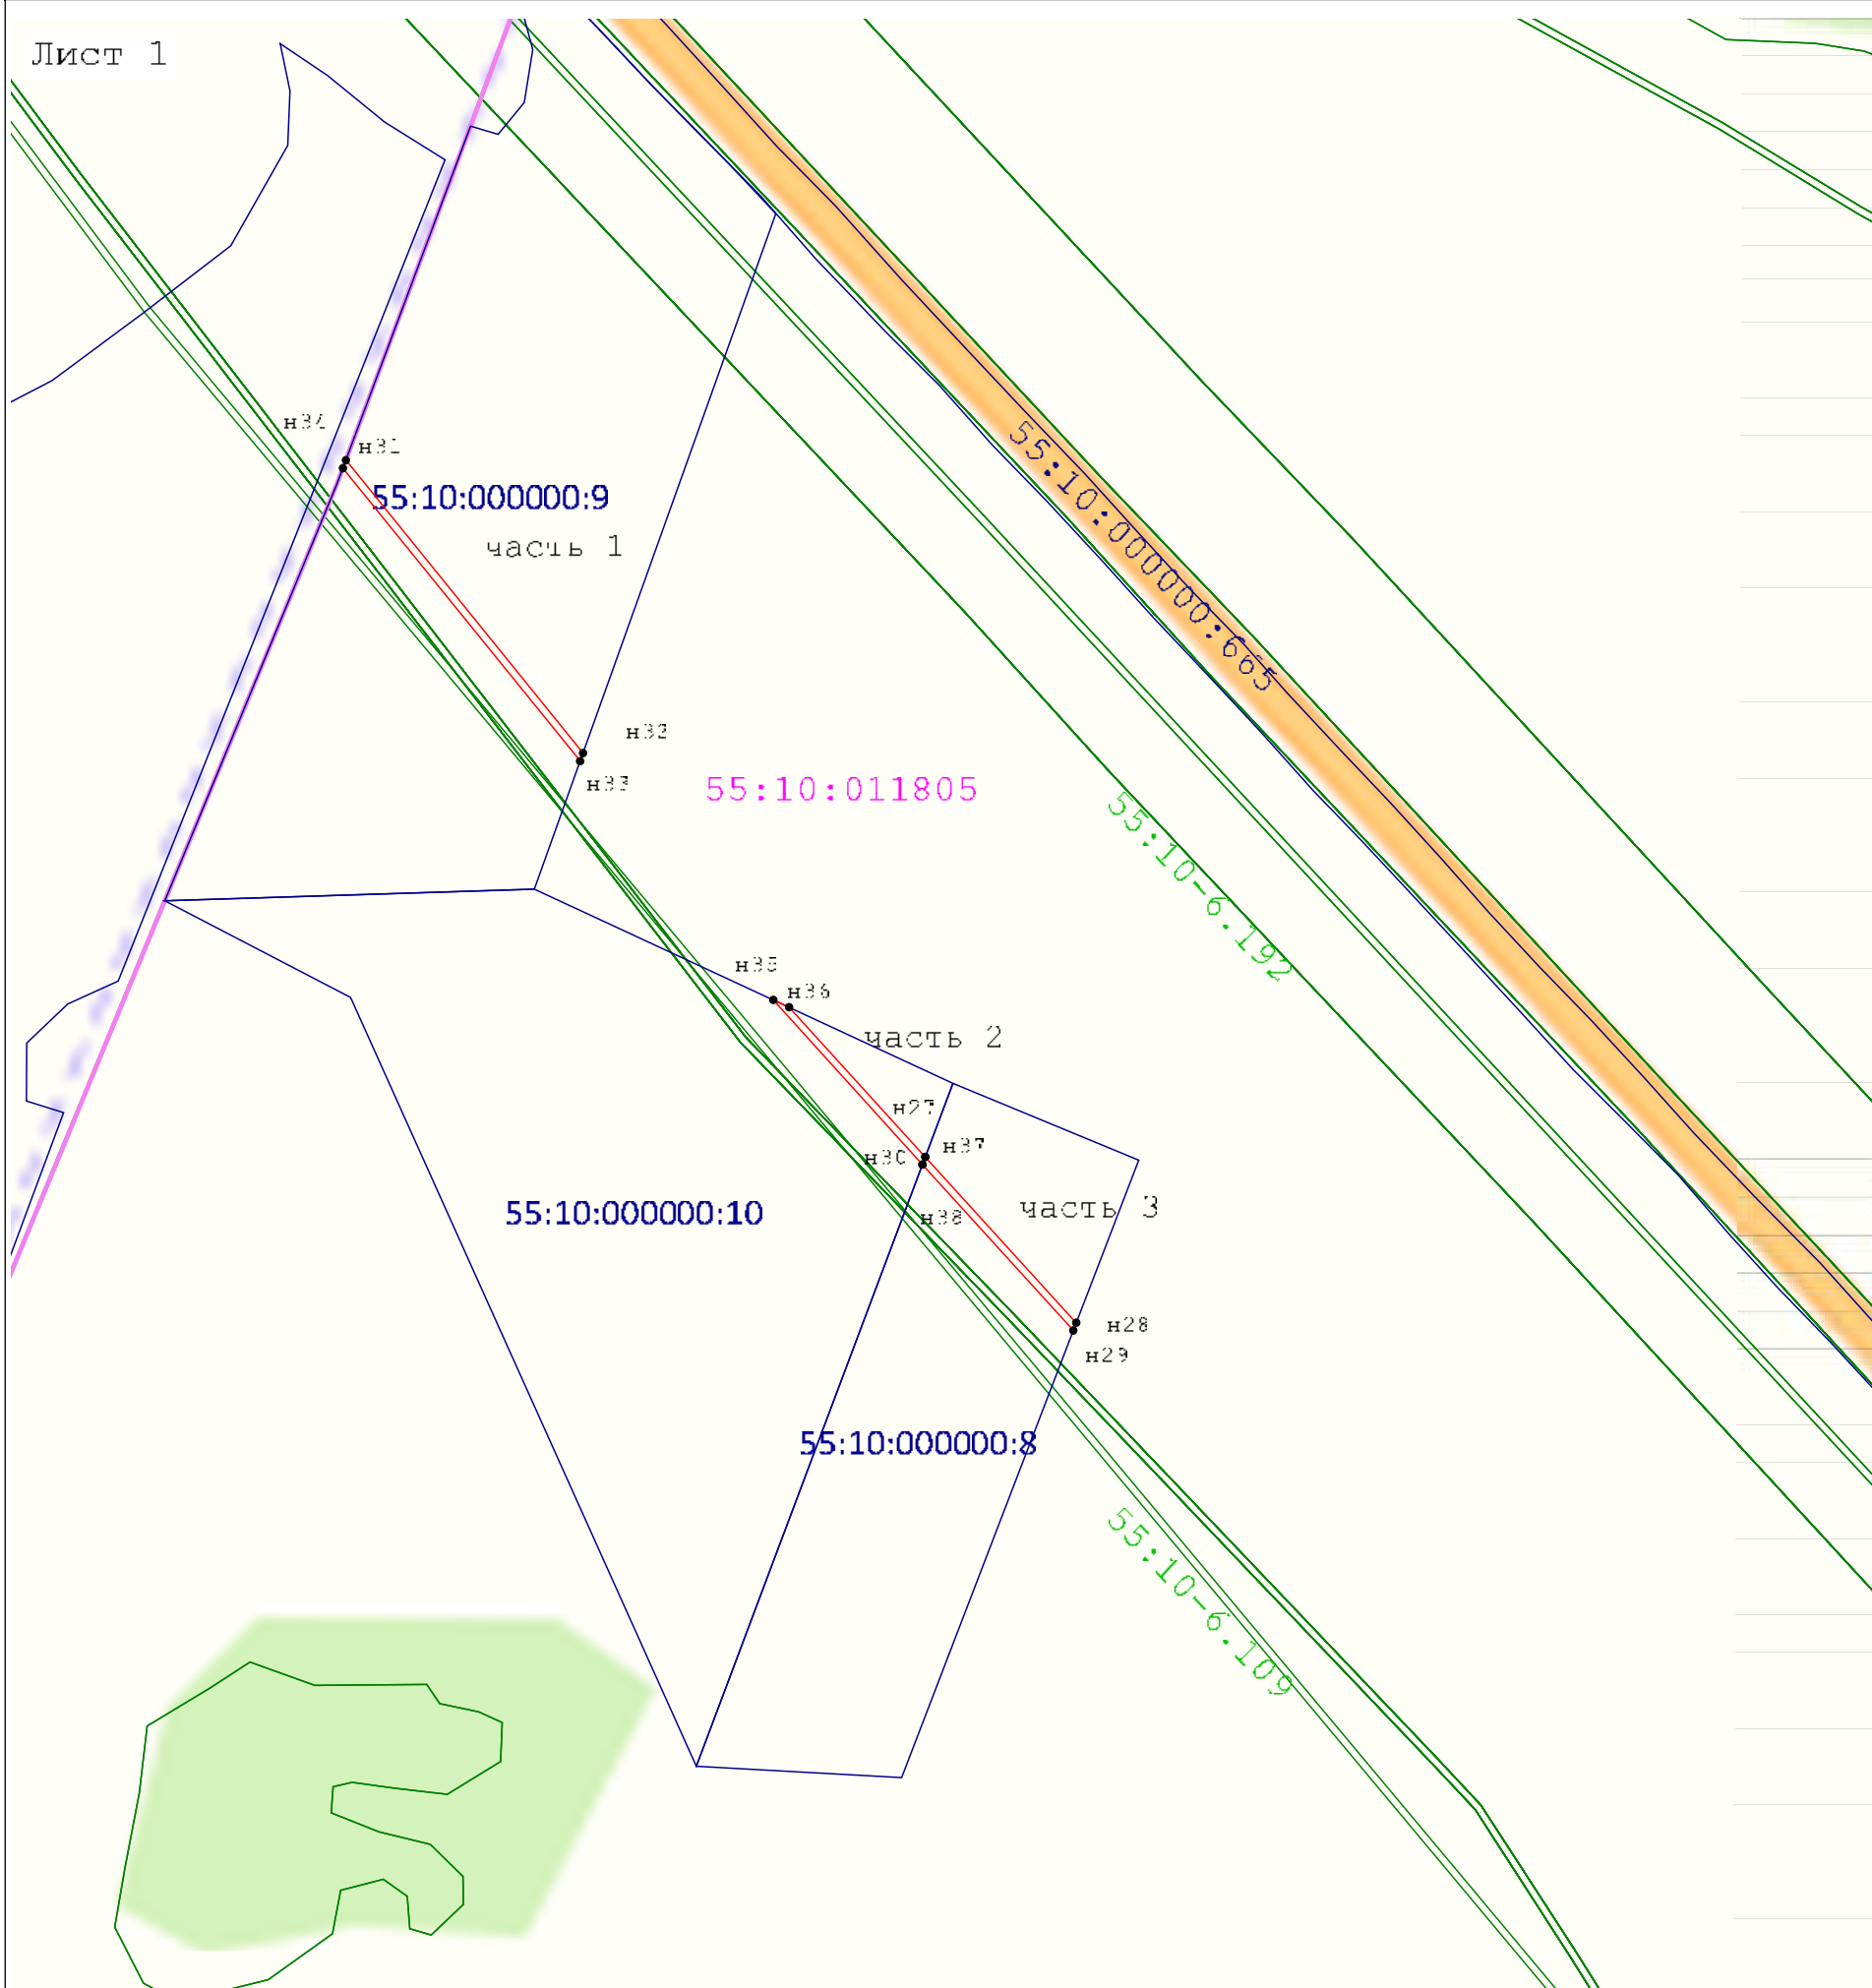 Лист 1
н34
н31
55:10:000000:9
часть 1
55:10:000000:665
н32
н33
55:10:011805
55:10-6.192
н35
н36
часть 2
н27
н37
н30
55:10:000000:10
часть 3
н38
н28
н29
55:10:000000:8
55:10-6.109